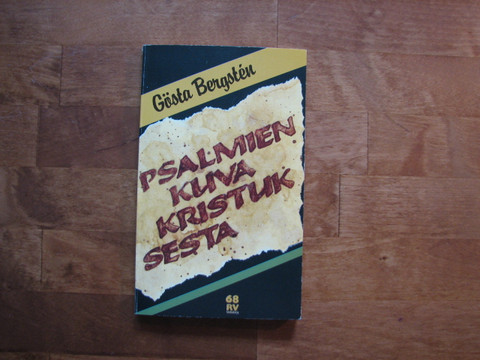 Gösta Bergstén
PSALMIEN
KUVA
KRISTUK
SESTA
68
RV